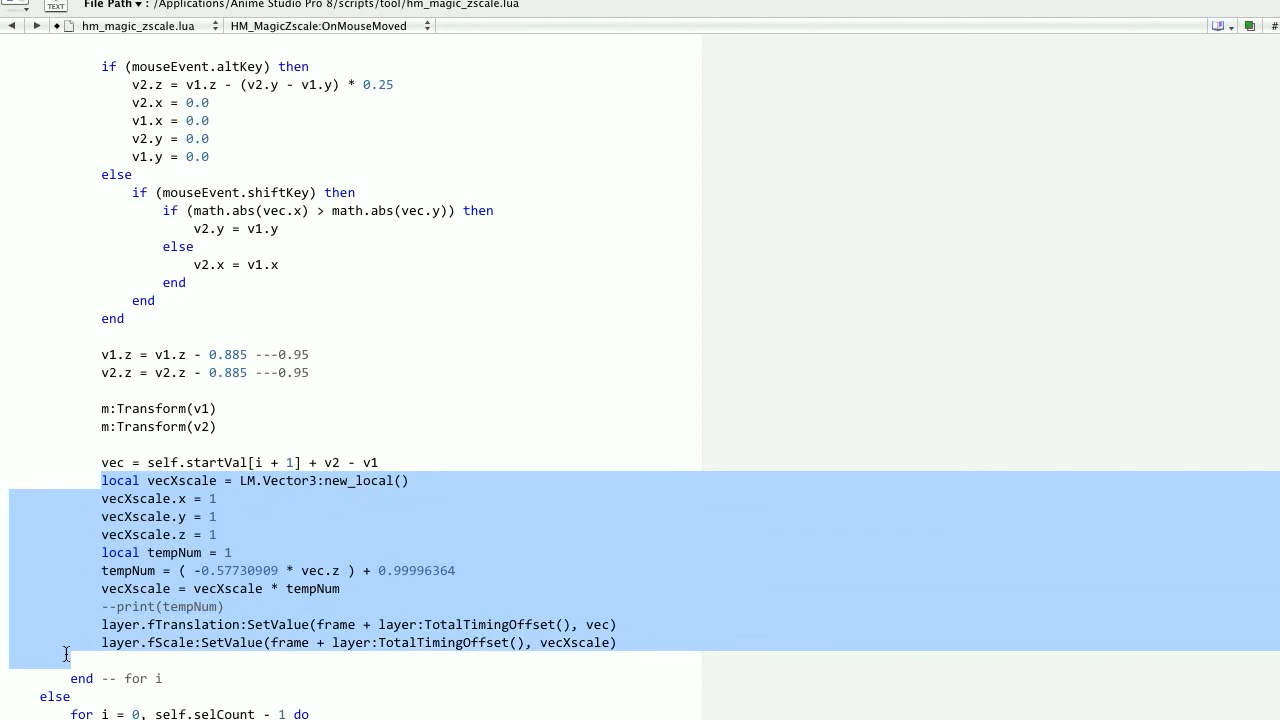 TEXT File Path ▾ : /Applications/Anime Studio Pro 8/scripts/tool/hm_magic_zscale.lua
hm_magic_zscale.lua HM_MagicZscale:OnMouseMoved #
if (mouseEvent.altKey) then
v2.z = v1.z - (v2.y - v1.y) * 0.25
v2.x = 0.0
v1.x = 0.0
v2.y = 0.0
v1.y = 0.0
else
if (mouseEvent.shiftKey) then
if (math.abs(vec.x) > math.abs(vec.y)) then
v2.y = v1.y
else
v2.x = v1.x
end
end
end
v1.z = v1.z - 0.885 ---0.95
v2.z = v2.z - 0.885 ---0.95
m:Transform(v1)
m:Transform(v2)
vec = self.startVal[i + 1] + v2 - v1
local vecXscale = LM.Vector3:new_local()
vecXscale.x = 1
vecXscale.y = 1
vecXscale.z = 1
local tempNum = 1
tempNum = ( -0.57730909 * vec.z ) + 0.99996364
vecXscale = vecXscale * tempNum
--print(tempNum)
layer.fTranslation:SetValue(frame + layer:TotalTimingOffset(), vec)
layer.fScale:SetValue(frame + layer:TotalTimingOffset(), vecXscale)
end -- for i
else
for i = 0, self.selCount - 1 do